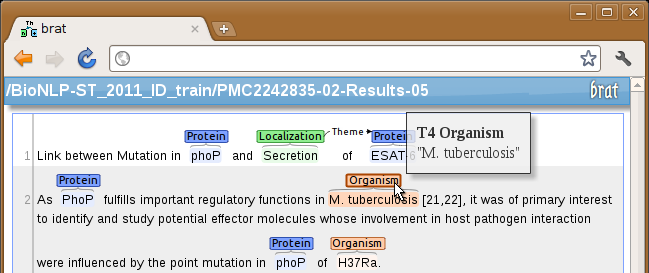 brat
/BioNLP-ST_2011_ID_train/PMC2242835-02-Results-05 brat
Protein Localization Theme Protein
1 Link between Mutation in phoP and Secretion of ESAT-6
T4 Organism
"M. tuberculosis"
Protein Organism
2 As PhoP fulfills important regulatory functions in M. tuberculosis [21,22], it was of primary interest
to identify and study potential effector molecules whose involvement in host pathogen interaction
Protein Organism
were influenced by the point mutation in phoP of H37Ra.